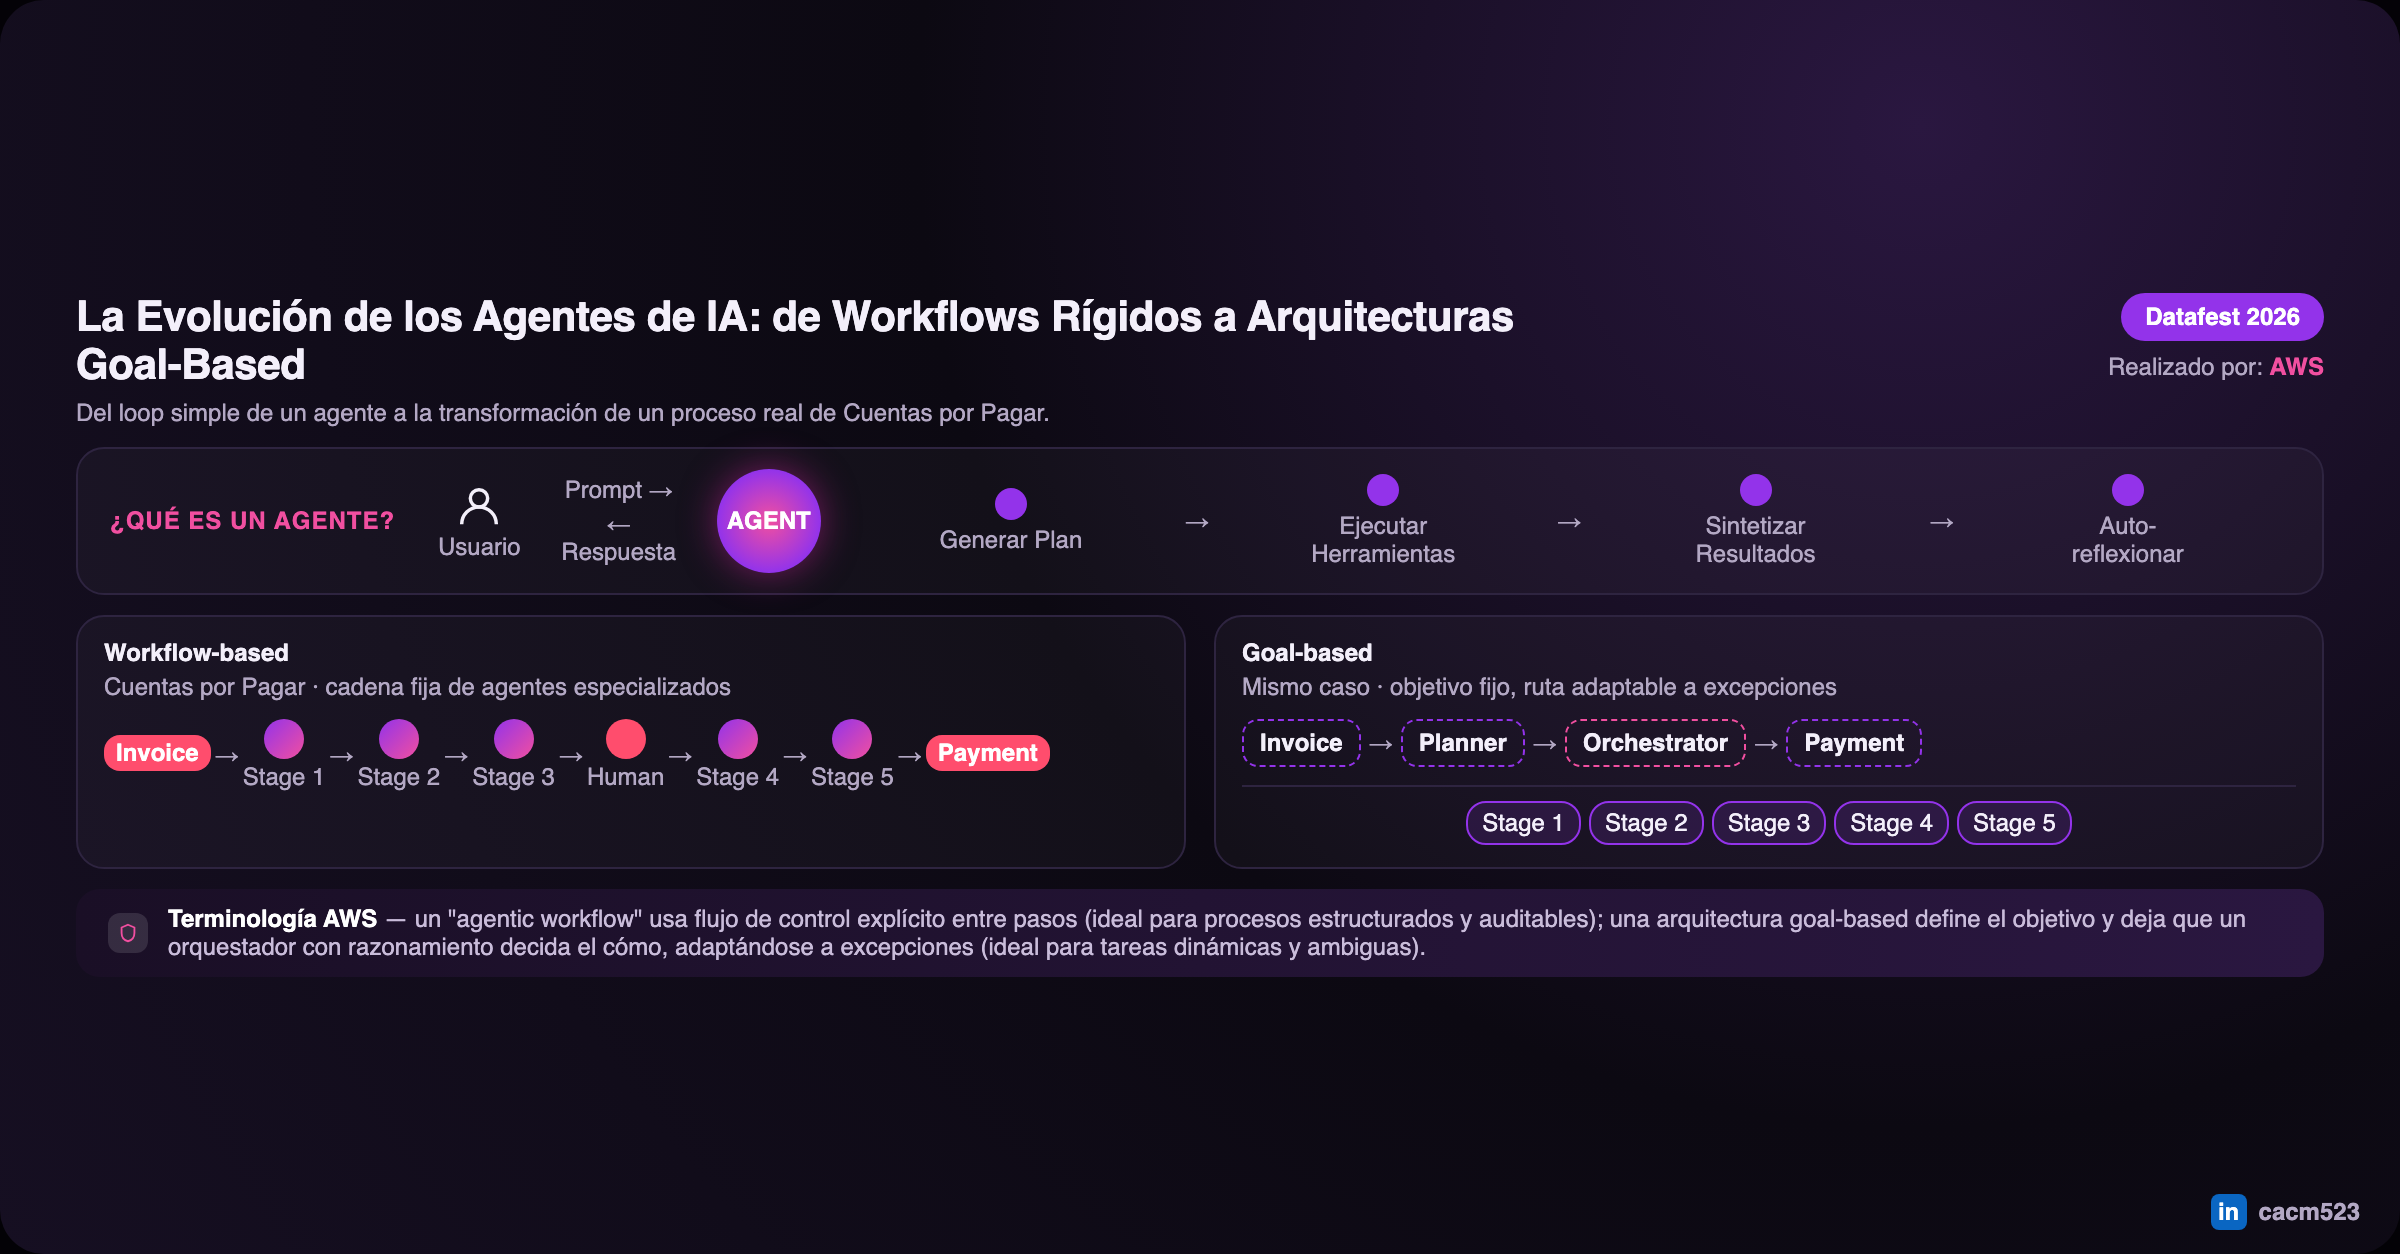 La Evolución de los Agentes de IA: de Workflows Rígidos a Arquitecturas
Goal-Based
Datafest 2026
Realizado por: AWS
Del loop simple de un agente a la transformación de un proceso real de Cuentas por Pagar.
¿QUÉ ES UN AGENTE?
Usuario
Prompt →
←
Respuesta
AGENT
Generar Plan
→
Ejecutar
Herramientas
→
Sintetizar
Resultados
→
Auto-
reflexionar
Workflow-based
Cuentas por Pagar · cadena fija de agentes especializados
Invoice → Stage 1 → Stage 2 → Stage 3 → Human → Stage 4 → Stage 5 → Payment
Goal-based
Mismo caso · objetivo fijo, ruta adaptable a excepciones
Invoice → Planner → Orchestrator → Payment
Stage 1 Stage 2 Stage 3 Stage 4 Stage 5
Terminología AWS — un "agentic workflow" usa flujo de control explícito entre pasos (ideal para procesos estructurados y auditables); una arquitectura goal-based define el objetivo y deja que un
orquestador con razonamiento decida el cómo, adaptándose a excepciones (ideal para tareas dinámicas y ambiguas).
in cacm523